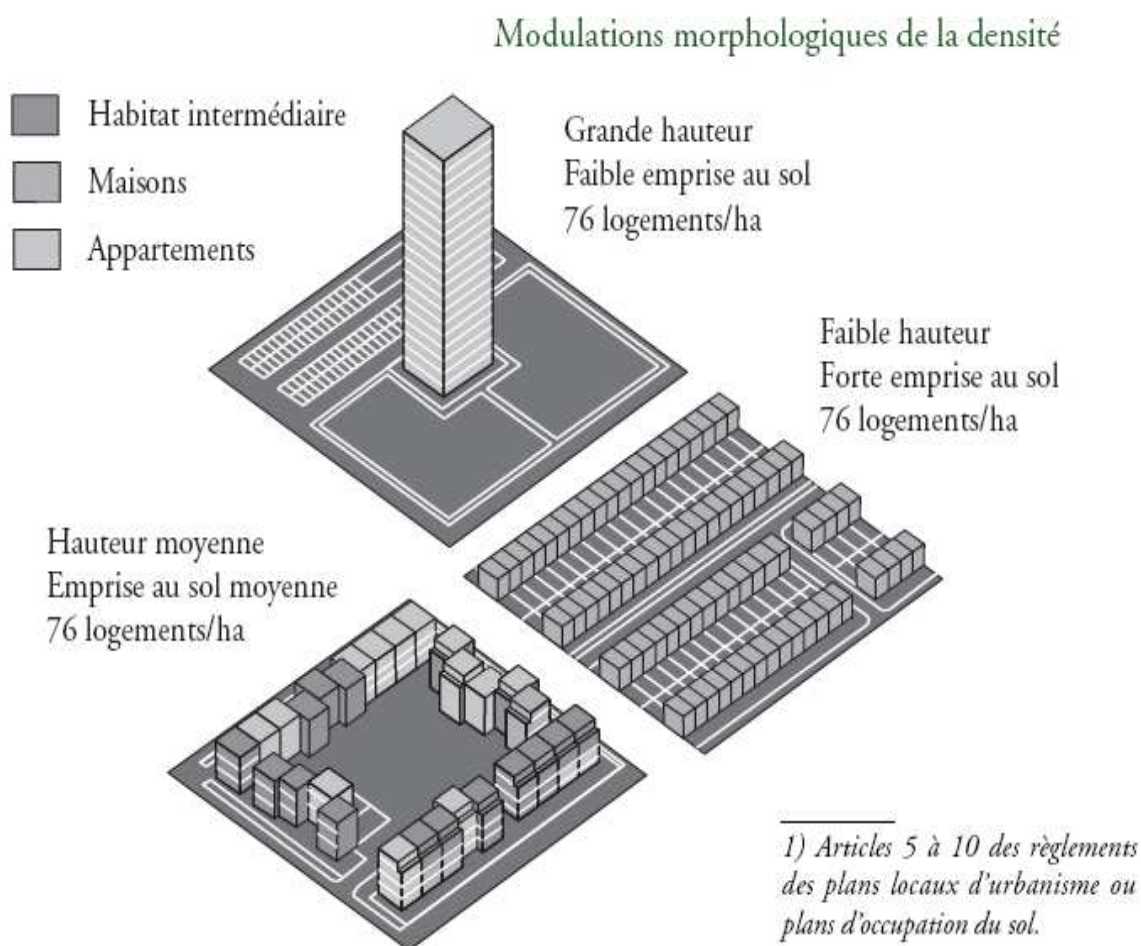 Modulations morphologiques de la densité
Habitat intermédiaire
Maisons
Appartements
Grande hauteur
Faible emprise au sol
76 logements/ha
Faible hauteur
Forte emprise au sol
76 logements/ha
Hauteur moyenne
Emprise au sol moyenne
76 logements/ha
1) Articles 5 à 10 des règlements
des plans locaux d'urbanisme ou
plans d'occupation du sol.